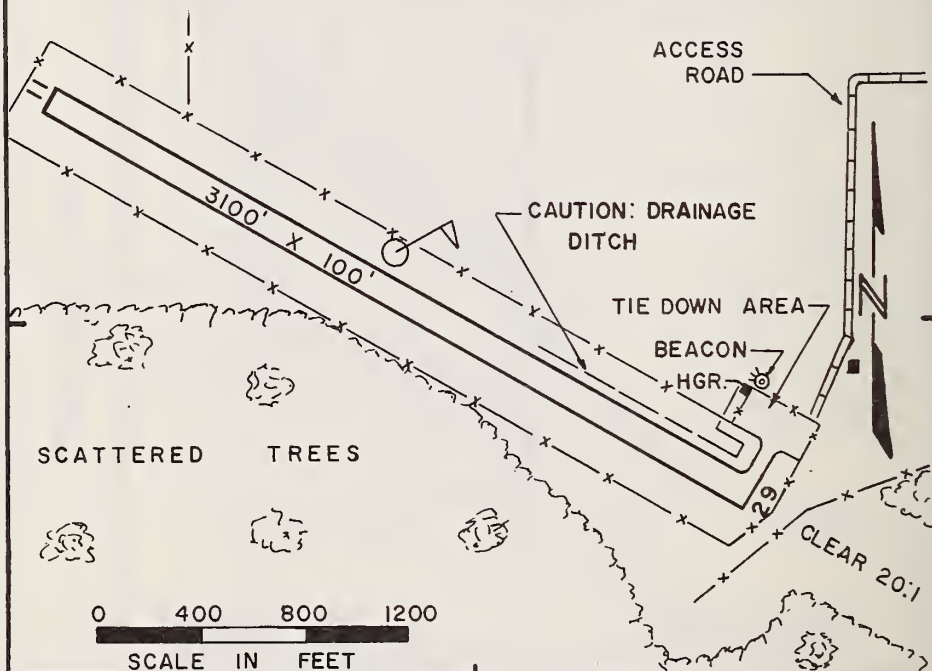 ACCESS
ROAD
11
3100'
X
100'
CAUTION: DRAINAGE
DITCH
N
TIE DOWN AREA
BEACON
HGR.
SCATTERED TREES
29
CLEAR 20:1
0 400 800 1200
SCALE IN FEET